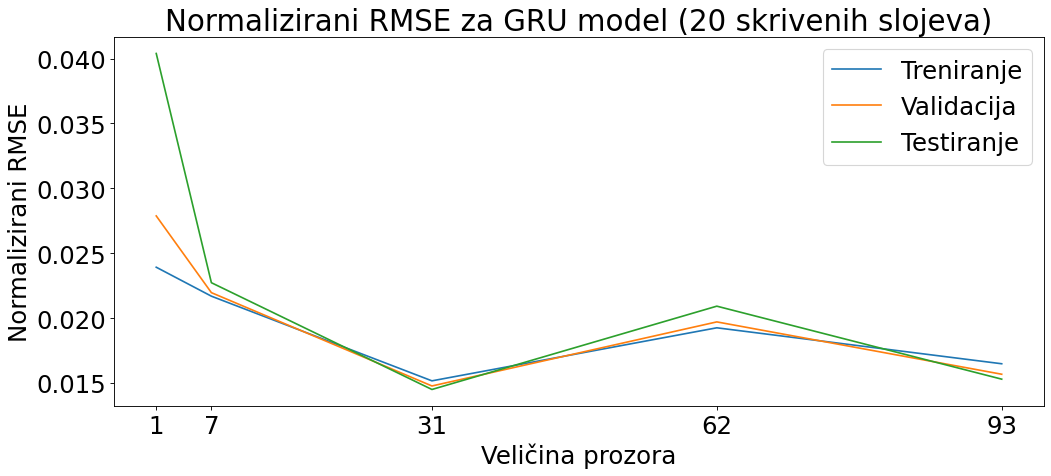 Normalizirani RMSE za GRU model (20 skrivenih slojeva)
Normalizirani RMSE
0.040
0.035
0.030
0.025
0.020
0.015
Treniranje
Validacija
Testiranje
1 7 31 62 93
Veličina prozora